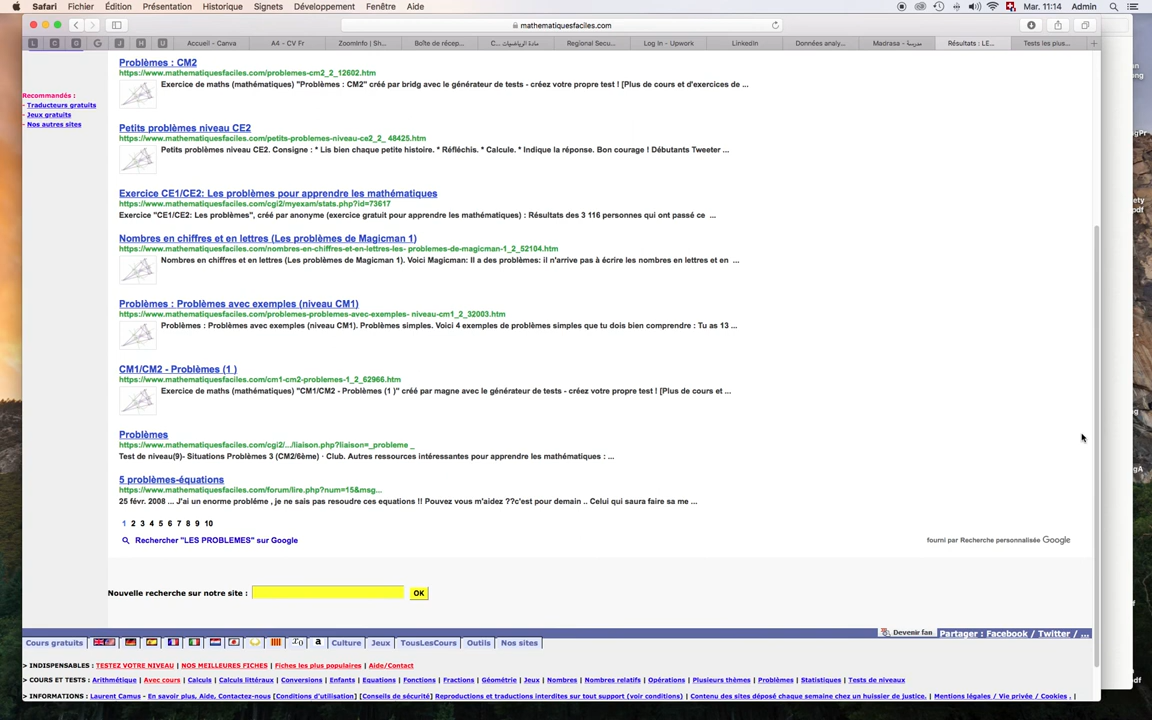 Safari Fichier Édition Présentation Historique Signets Développement Fenêtre Aide Mar. 11:14 Admin
mathematiquesfaciles.com
L C O G J H U Accueil - Canva A4 - CV Fr ZoomInfo | Sh... Boîte de récep... C... مادة الرياضيات Regional Secu... Log In - Upwork LinkedIn Données analy... Madrasa - مدرسة Résultats : LE... Tests les plus...
Problèmes : CM2
https://www.mathematiquesfaciles.com/problemes-cm2_2_12602.htm
Exercice de maths (mathématiques) "Problèmes : CM2" créé par bridg avec le générateur de tests - créez votre propre test ! [Plus de cours et d'exercices de ...
Recommandés :
- Traducteurs gratuits
- Jeux gratuits
- Nos autres sites
Petits problèmes niveau CE2
https://www.mathematiquesfaciles.com/petits-problemes-niveau-ce2_2_ 48425.htm
Petits problèmes niveau CE2. Consigne : * Lis bien chaque petite histoire. * Réfléchis. * Calcule. * Indique la réponse. Bon courage ! Débutants Tweeter ...
Exercice CE1/CE2: Les problèmes pour apprendre les mathématiques
https://www.mathematiquesfaciles.com/cgi2/myexam/stats.php?id=73617
Exercice "CE1/CE2: Les problèmes", créé par anonyme (exercice gratuit pour apprendre les mathématiques) : Résultats des 3 116 personnes qui ont passé ce ...
Nombres en chiffres et en lettres (Les problèmes de Magicman 1)
https://www.mathematiquesfaciles.com/nombres-en-chiffres-et-en-lettres-les- problemes-de-magicman-1_2_52104.htm
Nombres en chiffres et en lettres (Les problèmes de Magicman 1). Voici Magicman: Il a des problèmes: il n'arrive pas à écrire les nombres en lettres et en ...
Problèmes : Problèmes avec exemples (niveau CM1)
https://www.mathematiquesfaciles.com/problemes-problemes-avec-exemples- niveau-cm1_2_32003.htm
Problèmes : Problèmes avec exemples (niveau CM1). Problèmes simples. Voici 4 exemples de problèmes simples que tu dois bien comprendre : Tu as 13 ...
CM1/CM2 - Problèmes (1 )
https://www.mathematiquesfaciles.com/cm1-cm2-problemes-1_2_62966.htm
Exercice de maths (mathématiques) "CM1/CM2 - Problèmes (1 )" créé par magne avec le générateur de tests - créez votre propre test ! [Plus de cours et ...
Problèmes
https://www.mathematiquesfaciles.com/cgi2/.../liaison.php?liaison=_probleme _
Test de niveau(9)- Situations Problèmes 3 (CM2/6ème) · Club. Autres ressources intéressantes pour apprendre les mathématiques : ...
5 problèmes-équations
https://www.mathematiquesfaciles.com/forum/lire.php?num=15&msg...
25 févr. 2008 ... J'ai un enorme probléme , je ne sais pas resoudre ces equations !! Pouvez vous m'aidez ??c'est pour demain .. Celui qui saura faire sa me ...
1 2 3 4 5 6 7 8 9 10
Rechercher "LES PROBLEMES" sur Google
fourni par Recherche personnalisée Google
Nouvelle recherche sur notre site : OK
Devenir fan Partager : Facebook / Twitter / ...
Cours gratuits Culture Jeux TousLesCours Outils Nos sites
> INDISPENSABLES : TESTEZ VOTRE NIVEAU | NOS MEILLEURES FICHES | Fiches les plus populaires | Aide/Contact
> COURS ET TESTS : Arithmétique | Avec cours | Calculs | Calculs littéraux | Conversions | Enfants | Equations | Fonctions | Fractions | Géométrie | Jeux | Nombres | Nombres relatifs | Opérations | Plusieurs thèmes | Problèmes | Statistiques | Tests de niveaux
> INFORMATIONS : Laurent Camus - En savoir plus, Aide, Contactez-nous [Conditions d'utilisation] [Conseils de sécurité] Reproductions et traductions interdites sur tout support (voir conditions) | Contenu des sites déposé chaque semaine chez un huissier de justice. | Mentions légales / Vie privée / Cookies . |